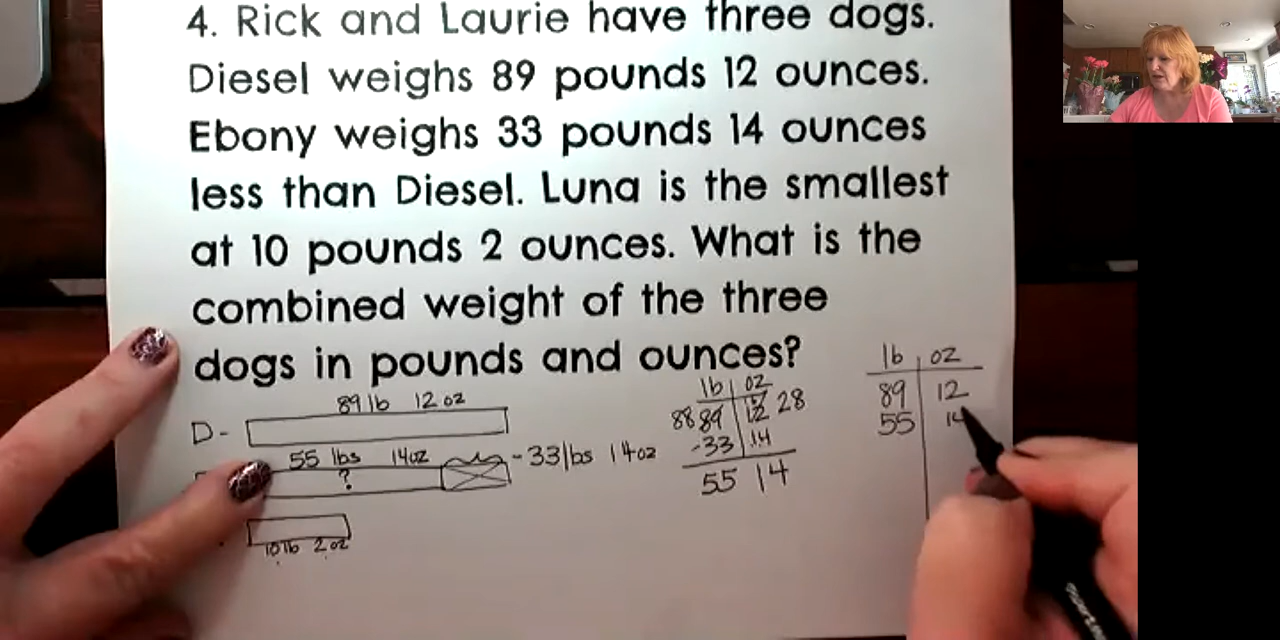 4. Rick and Laurie have three dogs.
Diesel weighs 89 pounds 12 ounces.
Ebony weighs 33 pounds 14 ounces
less than Diesel. Luna is the smallest
at 10 pounds 2 ounces. What is the
combined weight of the three
dogs in pounds and ounces?
89 lb 12 oz
D-
55 lbs 14oz
?
-33lbs 14oz
10 lb 2 oz
lb oz
88 89 12 28
-33 14
55 14
lb oz
89 12
55 14